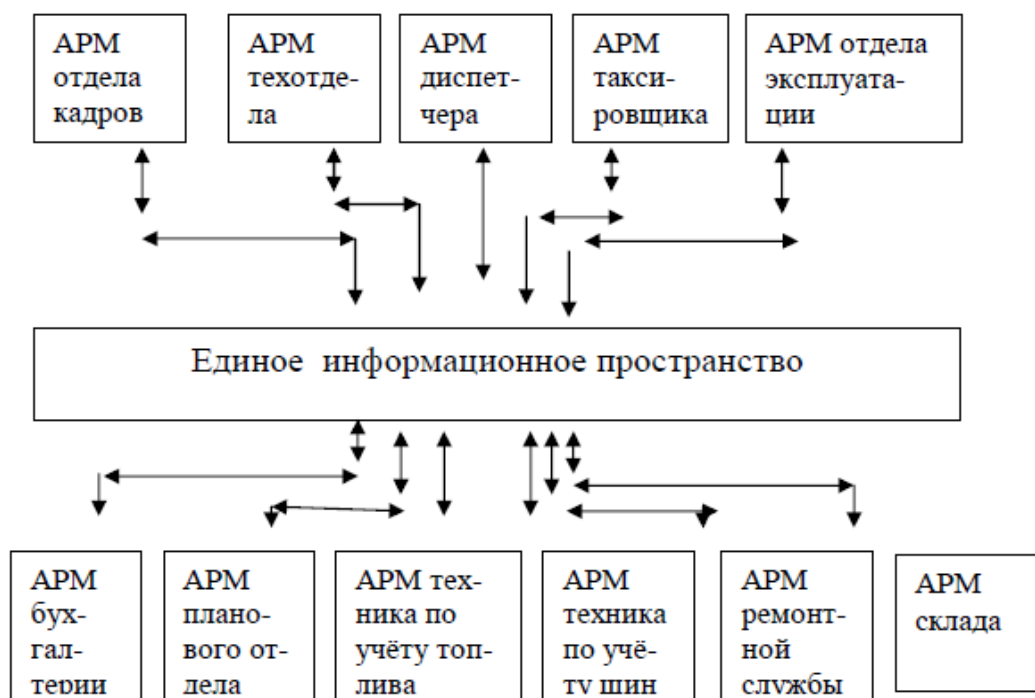 АРМ
отдела
кадров
АРМ
техотде-
ла
АРМ
диспет-
чера
АРМ
такси-
ровщика
АРМ отдела
эксплуата-
ции
Единое информационное пространство
АРМ
бух-
гал-
терии
АРМ
плано-
вого от-
дела
АРМ тех-
ника по
учёту топ-
лива
АРМ
техника
по учё-
ту шин
АРМ
ремонт-
ной
службы
АРМ
склада